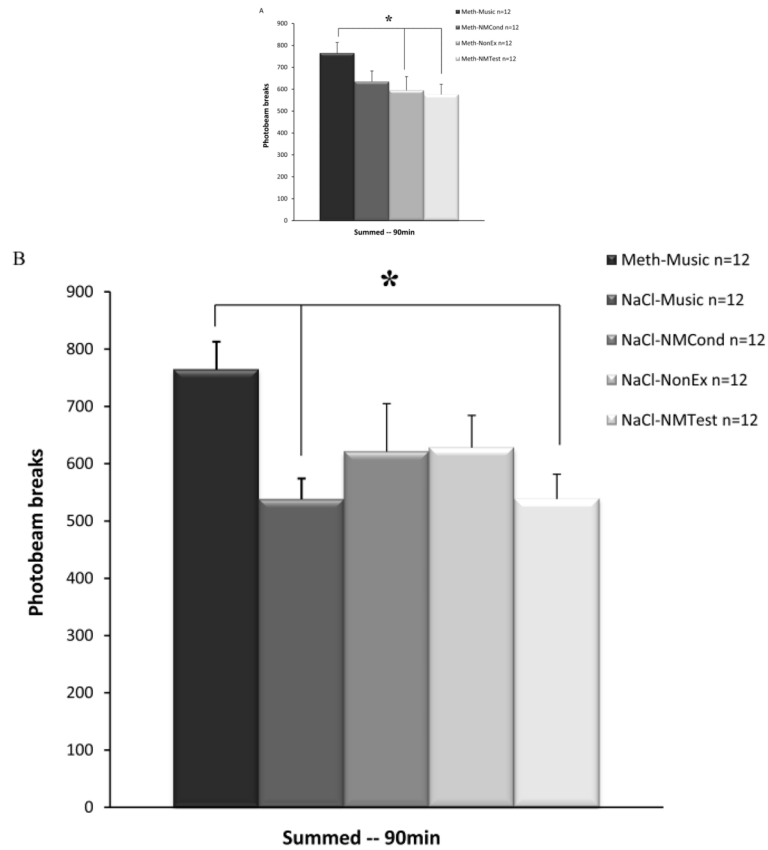 A
*
Meth-Music n=12
Meth-NMCond n=12
Meth-NonEx n=12
Meth-NMTest n=12
900
800
700
600
500
400
300
200
100
0
Photobeam breaks
Summed -- 90min
B
*
Meth-Music n=12
NaCl-Music n=12
NaCl-NMCond n=12
NaCl-NonEx n=12
NaCl-NMTest n=12
900
800
700
600
500
400
300
200
100
0
Photobeam breaks
Summed -- 90min